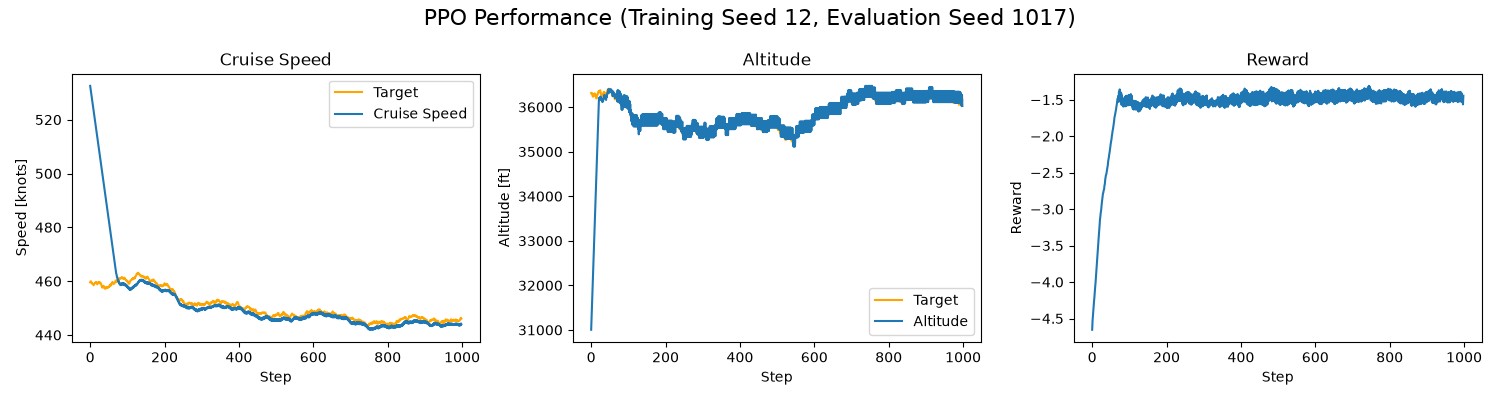 PPO Performance (Training Seed 12, Evaluation Seed 1017)
Cruise Speed
Speed [knots]
520
500
480
460
440
0 200 400 600 800 1000
Step
Target
Cruise Speed
Altitude
Altitude [ft]
36000
35000
34000
33000
32000
31000
0 200 400 600 800 1000
Step
Target
Altitude
Reward
Reward
−1.5
−2.0
−2.5
−3.0
−3.5
−4.0
−4.5
0 200 400 600 800 1000
Step